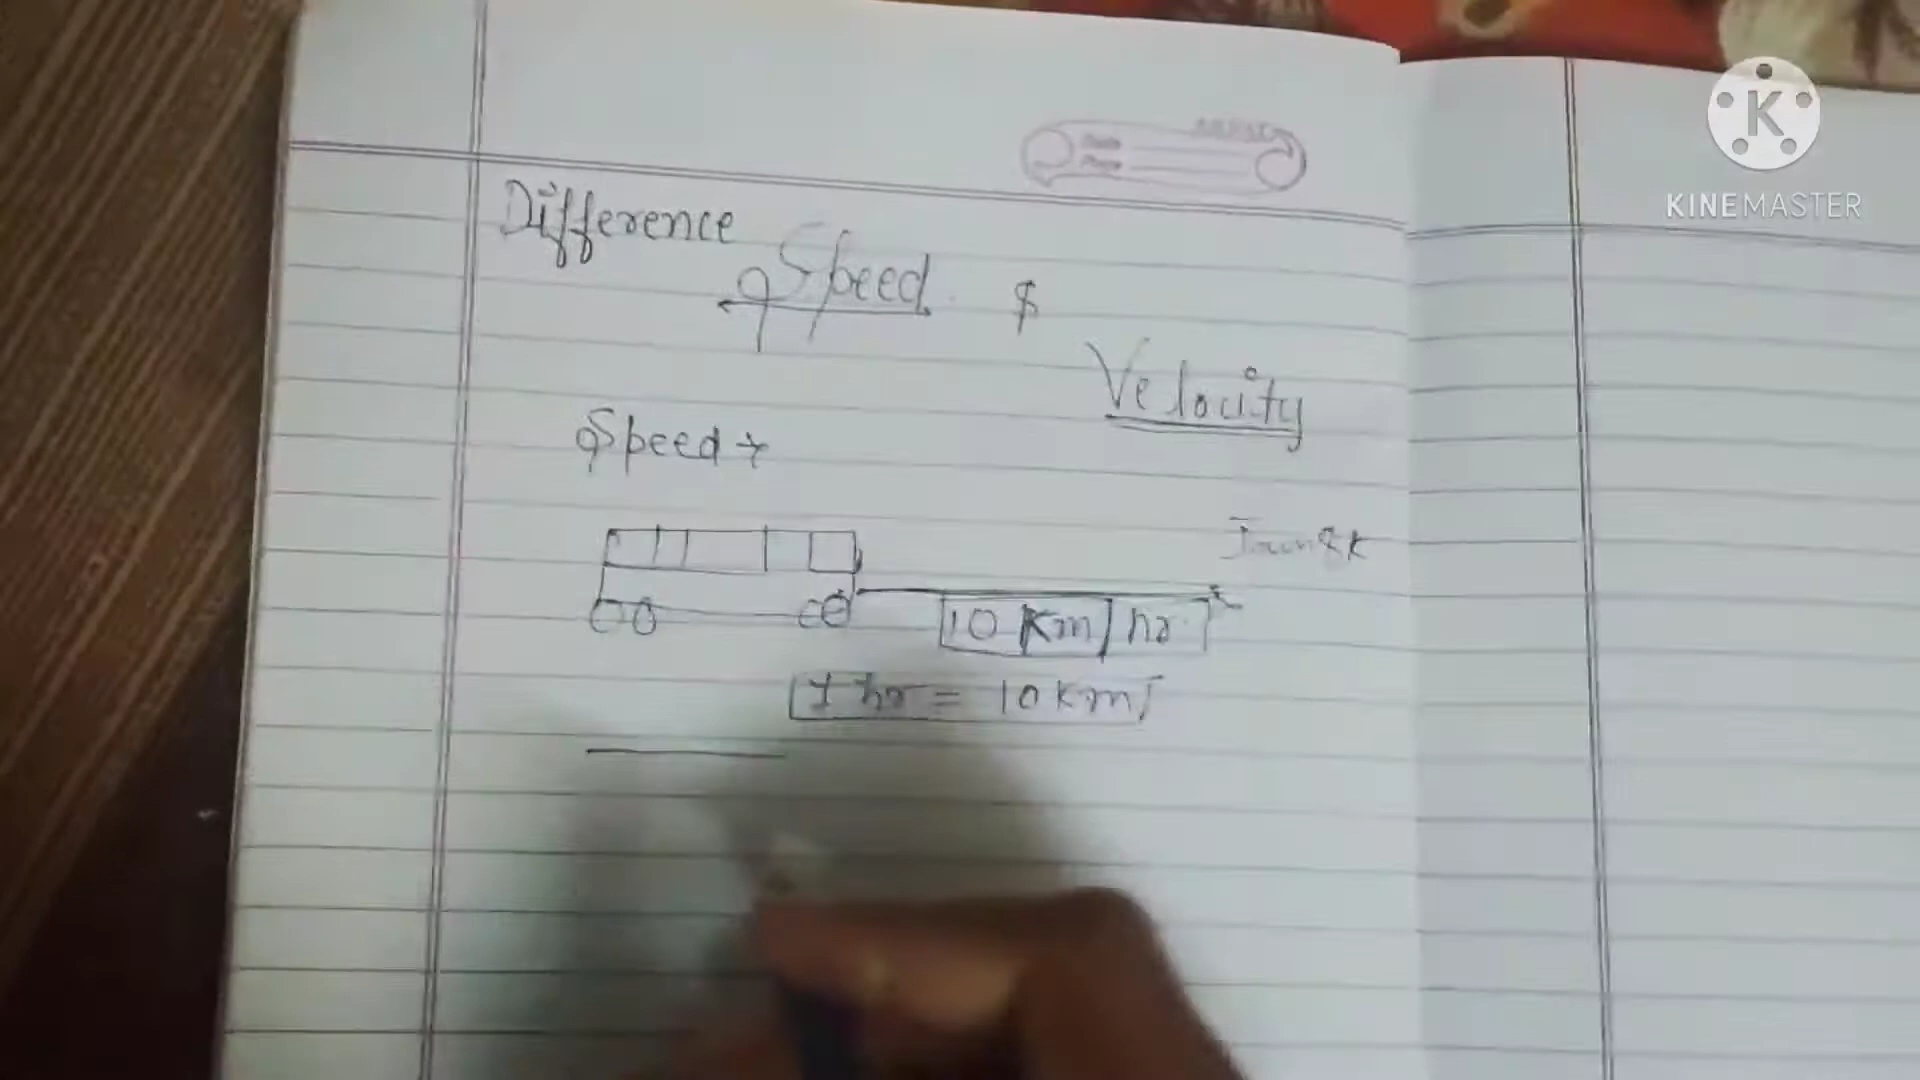 Difference
Speed &
Velocity
Speed →
10 Km/hr
1 hr = 10 Km
K
KINEMASTER